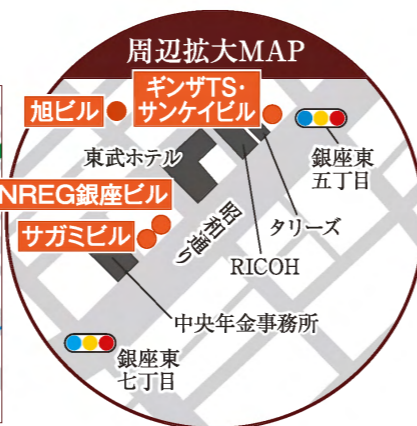 周辺拡大MAP
ギンザTS・
サンケイビル
旭ビル
銀座東
五丁目
東武ホテル
NREG銀座ビル
サガミビル
昭和通り
タリーズ
RICOH
中央年金事務所
銀座東
七丁目